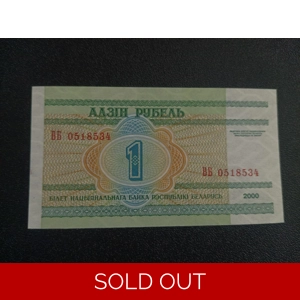 АДЗІН РУБЕЛЬ
ВБ 0518534
1
ВБ 0518534
БІЛЕТ НАЦЫЯНАЛЬНАГА БАНКА РЭСПУБЛІКІ БЕЛАРУСЬ
2000
SOLD OUT